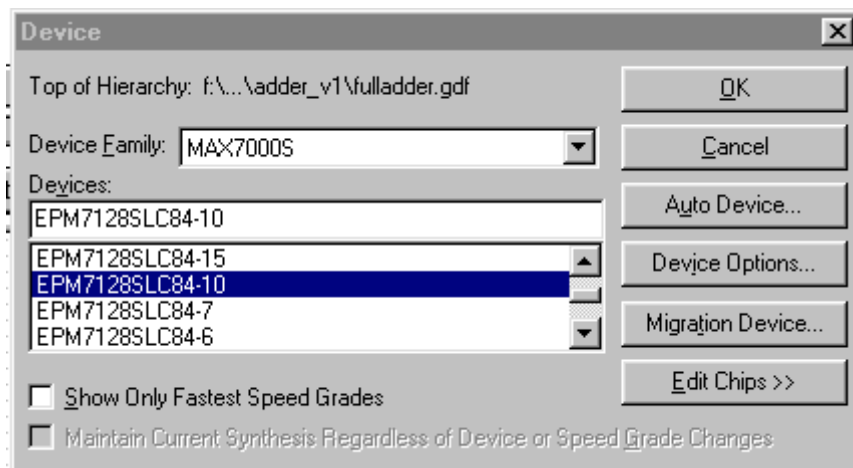 Device
Top of Hierarchy: f:\...\adder_v1\fulladder.gdf
OK
Device Family: MAX7000S
Cancel
Devices:
EPM7128SLC84-10
Auto Device...
EPM7128SLC84-15
EPM7128SLC84-10
Device Options...
EPM7128SLC84-7
EPM7128SLC84-6
Migration Device...
Edit Chips >>
Show Only Fastest Speed Grades
Maintain Current Synthesis Regardless of Device or Speed Grade Changes